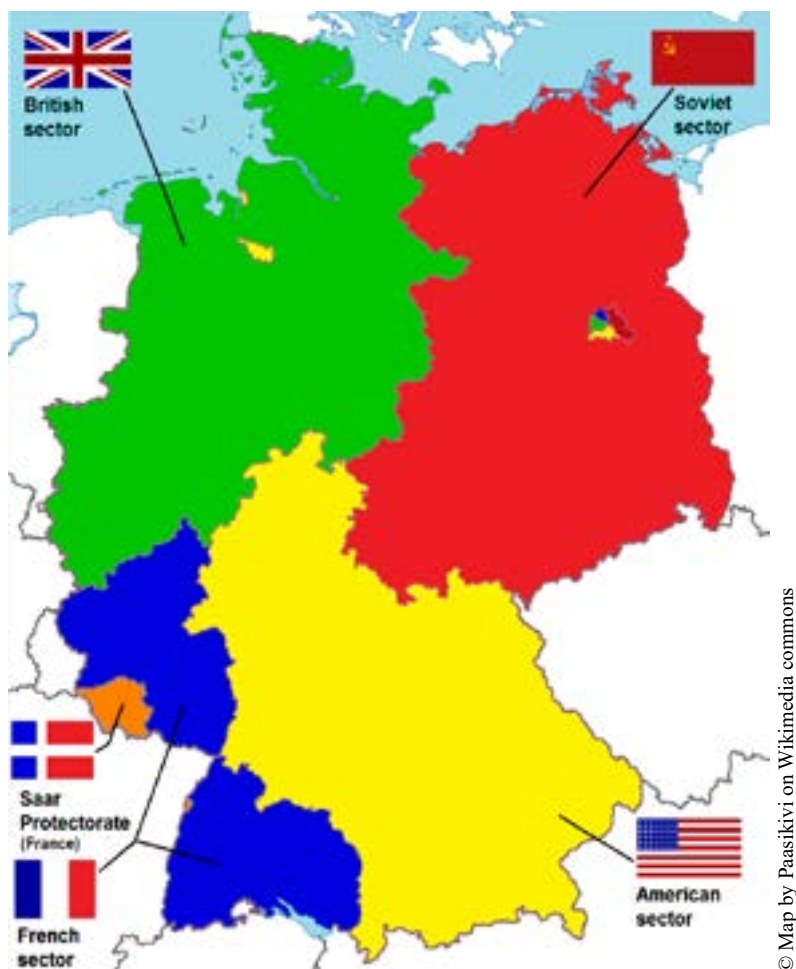 British
sector
Soviet
sector
Saar
Protectorate
(France)
French
sector
American
sector
© Map by Paasikivi on Wikimedia commons